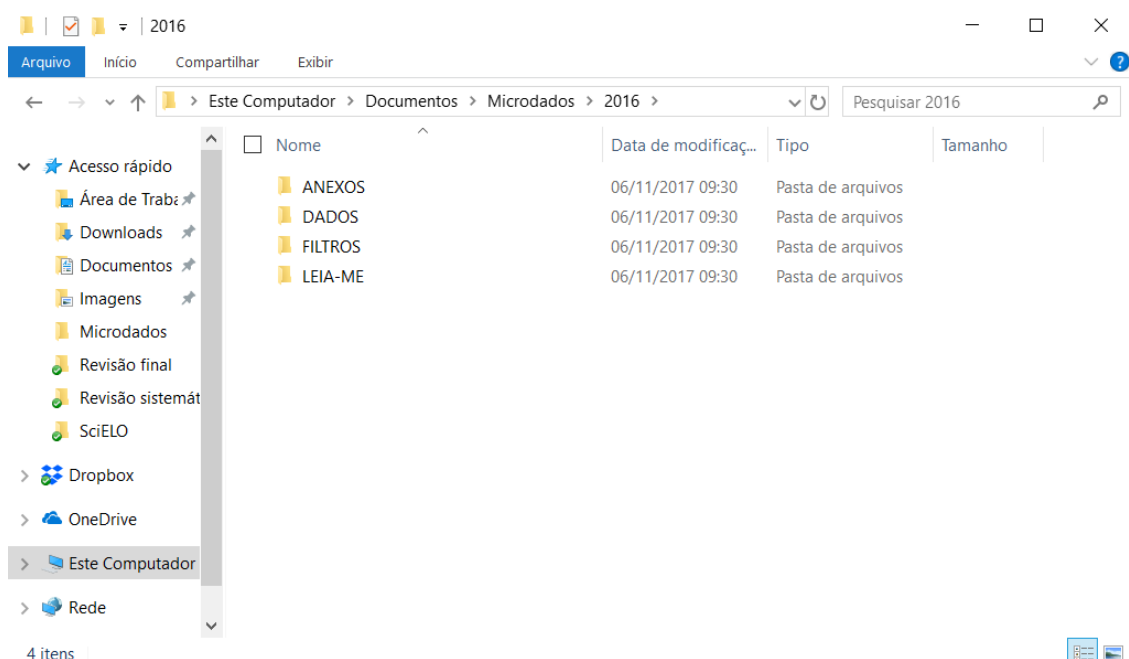 2016
Arquivo Início Compartilhar Exibir
Este Computador > Documentos > Microdados > 2016 >
Pesquisar 2016
Nome Data de modificaç... Tipo Tamanho
Acesso rápido
Área de Traba
Downloads
Documentos
Imagens
Microdados
Revisão final
Revisão sistemát
SciELO
Dropbox
OneDrive
Este Computador
Rede
ANEXOS 06/11/2017 09:30 Pasta de arquivos
DADOS 06/11/2017 09:30 Pasta de arquivos
FILTROS 06/11/2017 09:30 Pasta de arquivos
LEIA-ME 06/11/2017 09:30 Pasta de arquivos
4 itens